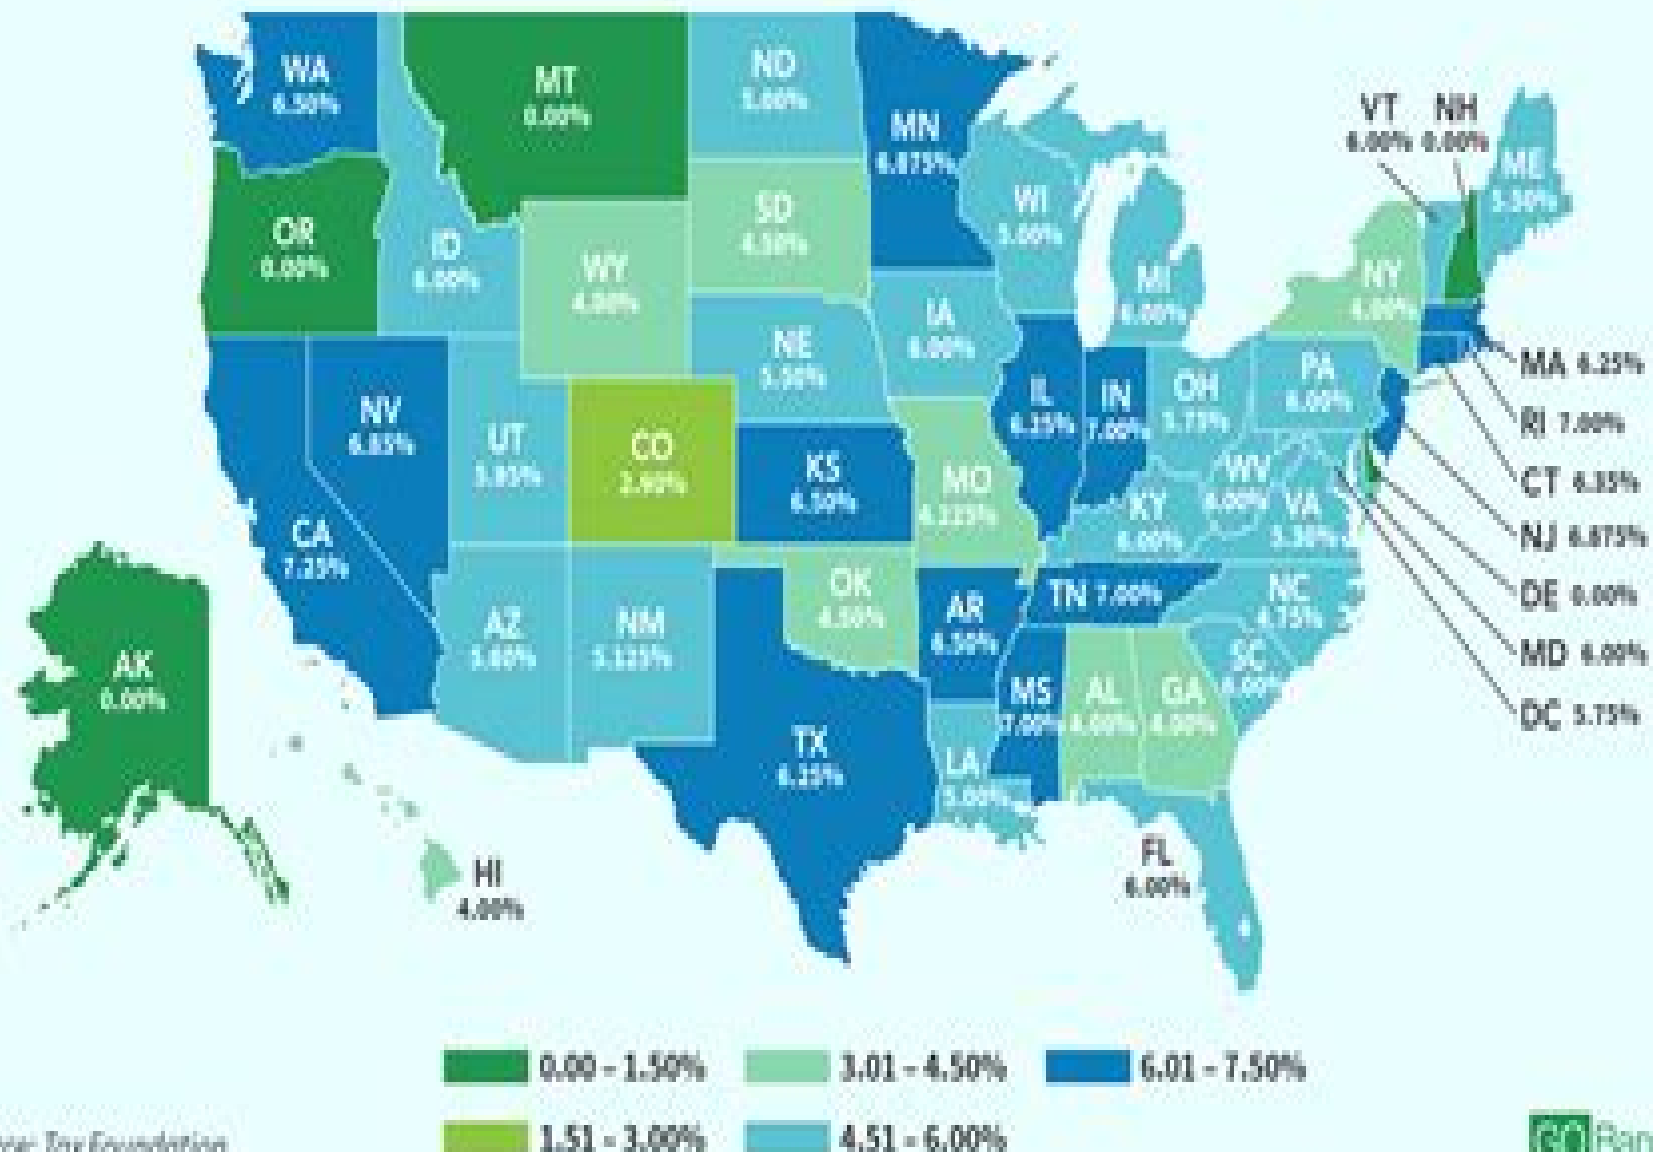 WA
6.50%
MT
0.00%
ND
5.00%
MN
6.875%
VT NH
6.00% 0.00%
ME
5.50%
OR
0.00%
ID
6.00%
WY
4.00%
SD
4.50%
WI
5.00%
MI
6.00%
NY
4.00%
NV
6.85%
UT
CO
2.90%
NE
5.50%
IA
6.00%
IL
6.25%
IN
7.00%
OH
5.75%
PA
6.00%
MA 6.25%
RI 7.00%
CT 6.35%
NJ 6.875%
DE 0.00%
MD 6.00%
DC 5.75%
CA
7.25%
KS
6.50%
MO
4.225%
KY
6.00%
WV
6.00%
VA
5.30%
AZ
5.60%
NM
5.125%
OK
4.50%
AR
6.50%
TN 7.00%
NC
4.75%
SC
6.00%
AK
0.00%
TX
6.25%
LA
5.00%
MS
7.00%
AL
4.00%
GA
4.00%
HI
4.00%
FL
6.00%
0.00 – 1.50%
3.01 – 4.50%
6.01 – 7.50%
1.51 – 3.00%
4.51 – 6.00%
Tax Foundation
GO